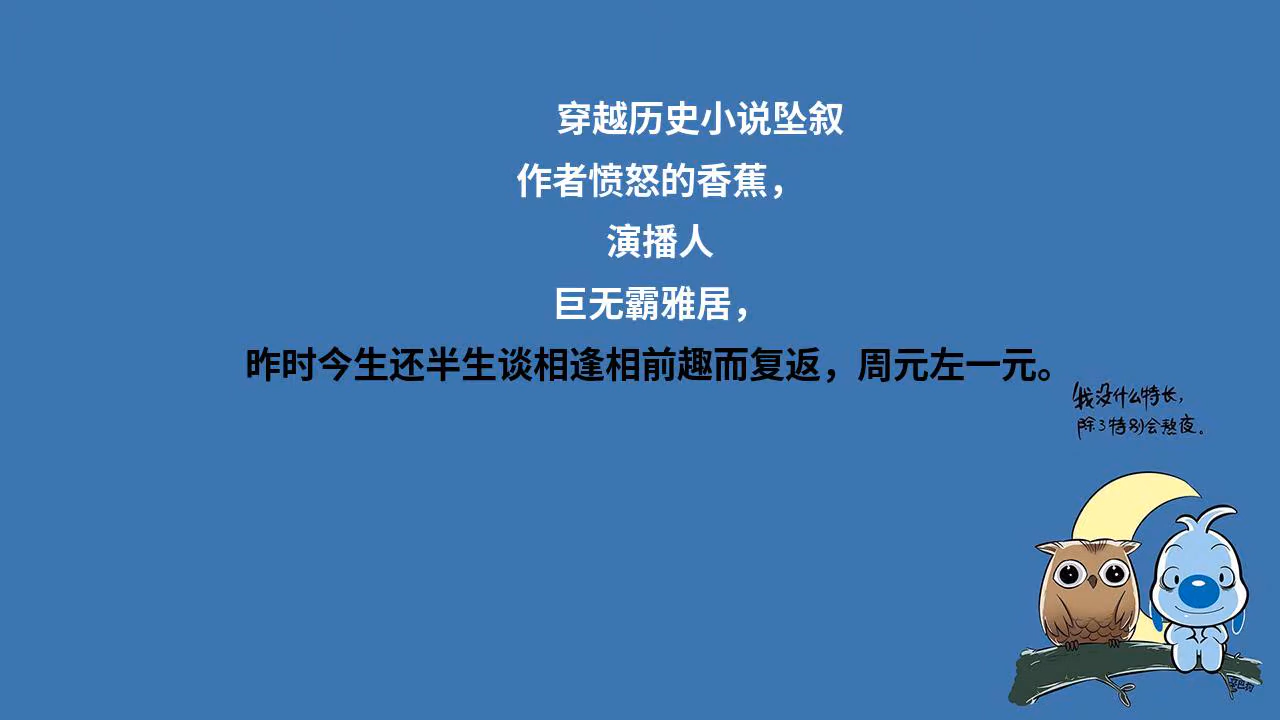 穿越历史小说坠叙
作者愤怒的香蕉，
演播人
巨无霸雅居，
昨时今生还半生谈相逢相前趣而复返，周元左一元。
我没什么特长，
除了特别会熬夜。